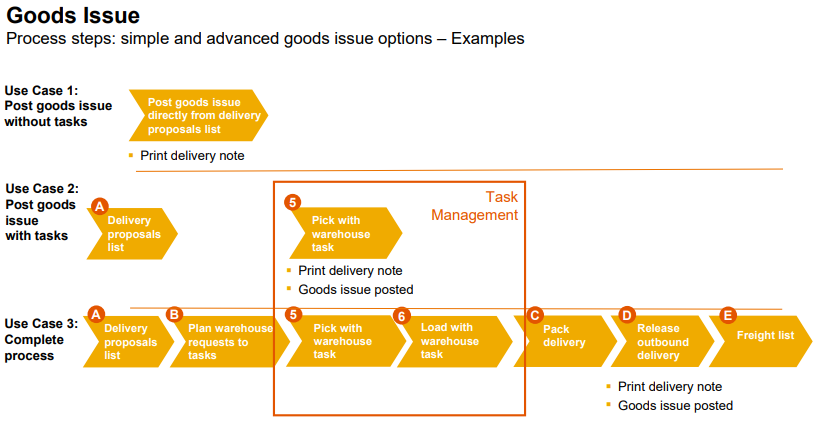 Goods Issue
Process steps: simple and advanced goods issue options – Examples
Use Case 1:
Post goods issue
without tasks
Post goods issue
directly from delivery
proposals list
Print delivery note
Use Case 2:
Post goods
issue
with tasks
A
Delivery
proposals
list
Task
Management
5
Pick with
warehouse
task
Print delivery note
Goods issue posted
Use Case 3:
Complete
process
A
Delivery
proposals
list
B
Plan warehouse
requests to
tasks
5
Pick with
warehouse
task
6
Load with
warehouse
task
C
Pack
delivery
D
Release
outbound
delivery
E
Freight list
Print delivery note
Goods issue posted